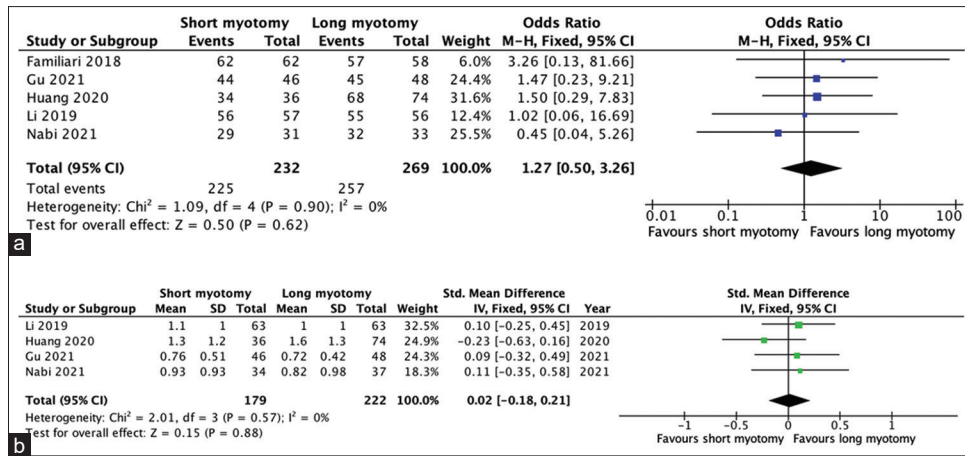 Short myotomy Long myotomy Odds Ratio Odds Ratio
Study or Subgroup Events Total Events Total Weight M-H, Fixed, 95% CI M-H, Fixed, 95% CI
Familiari 2018 62 62 57 58 6.0% 3.26 [0.13, 81.66]
Gu 2021 44 46 45 48 24.4% 1.47 [0.23, 9.21]
Huang 2020 34 36 68 74 31.6% 1.50 [0.29, 7.83]
Li 2019 56 57 55 56 12.4% 1.02 [0.06, 16.69]
Nabi 2021 29 31 32 33 25.5% 0.45 [0.04, 5.26]
Total (95% CI) 232 269 100.0% 1.27 [0.50, 3.26]
Total events 225 257
Heterogeneity: Chi² = 1.09, df = 4 (P = 0.90); I² = 0%
Test for overall effect: Z = 0.50 (P = 0.62)
0.01 0.1 1 10 100
Favours short myotomy Favours long myotomy
a
Short myotomy Long myotomy Std. Mean Difference Std. Mean Difference
Study or Subgroup Mean SD Total Mean SD Total Weight IV, Fixed, 95% CI Year IV, Fixed, 95% CI
Li 2019 1.1 1 63 1 1 63 32.5% 0.10 [-0.25, 0.45] 2019
Huang 2020 1.3 1.2 36 1.6 1.3 74 24.9% -0.23 [-0.63, 0.16] 2020
Gu 2021 0.76 0.51 46 0.72 0.42 48 24.3% 0.09 [-0.32, 0.49] 2021
Nabi 2021 0.93 0.93 34 0.82 0.98 37 18.3% 0.11 [-0.35, 0.58] 2021
Total (95% CI) 179 222 100.0% 0.02 [-0.18, 0.21]
Heterogeneity: Chi² = 2.01, df = 3 (P = 0.57); I² = 0%
Test for overall effect: Z = 0.15 (P = 0.88)
-1 -0.5 0 0.5 1
Favours short myotomy Favours long myotomy
b